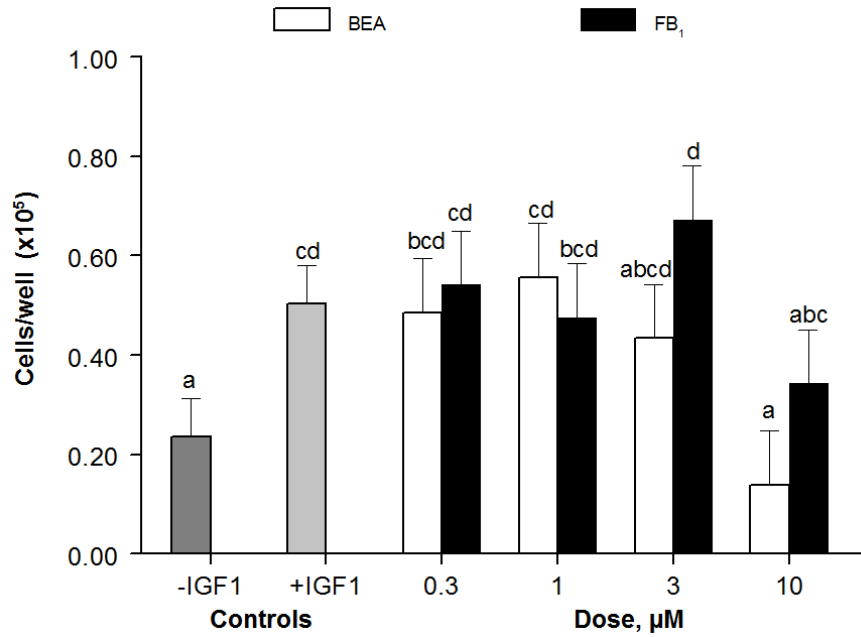 BEA FB₁
1.00
0.80
0.60
0.40
0.20
0.00
Cells/well (x10⁵)
a
cd
bcd
cd
cd
bcd
abcd
d
a
abc
-IGF1 +IGF1 0.3 1 3 10
Controls Dose, µM